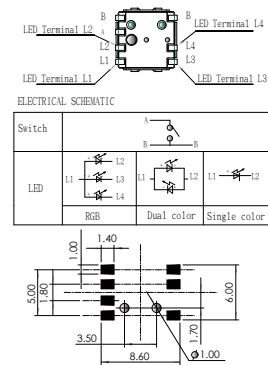 B B
LED Terminal L2 A LED Terminal L4
L2 L4
L1 L3
LED Terminal L1 LED Terminal L3
ELECTRICAL SCHEMATIC
Switch A B B
LED
L1 L2 L3 L4
L1 L2
L1 L2
RGB Dual color Single color
1.40
1.00
5.00
1.80
6.00
3.50
1.70
8.60
ø1.00